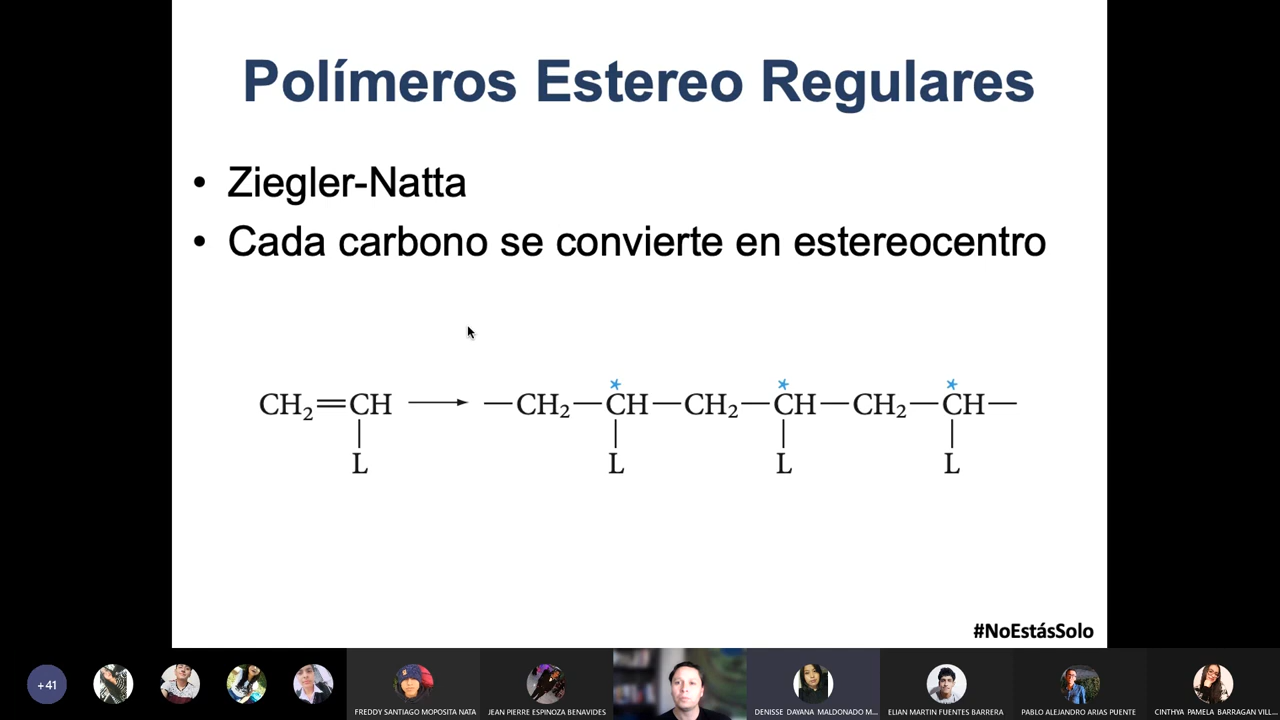 Polímeros Estereo Regulares
• Ziegler-Natta
• Cada carbono se convierte en estereocentro
* * *
CH₂=CH → —CH₂—CH—CH₂—CH—CH₂—CH—
| | | |
L L L L
#NoEstásSolo
+41
FREDDY SANTIAGO MOPOSITA NATA
JEAN PIERRE ESPINOZA BENAVIDES
DENISSE DAYANA MALDONADO M...
ELIAN MARTIN FUENTES BARRERA
PABLO ALEJANDRO ARIAS PUENTE
CINTHYA PAMELA BARRAGAN VILL...